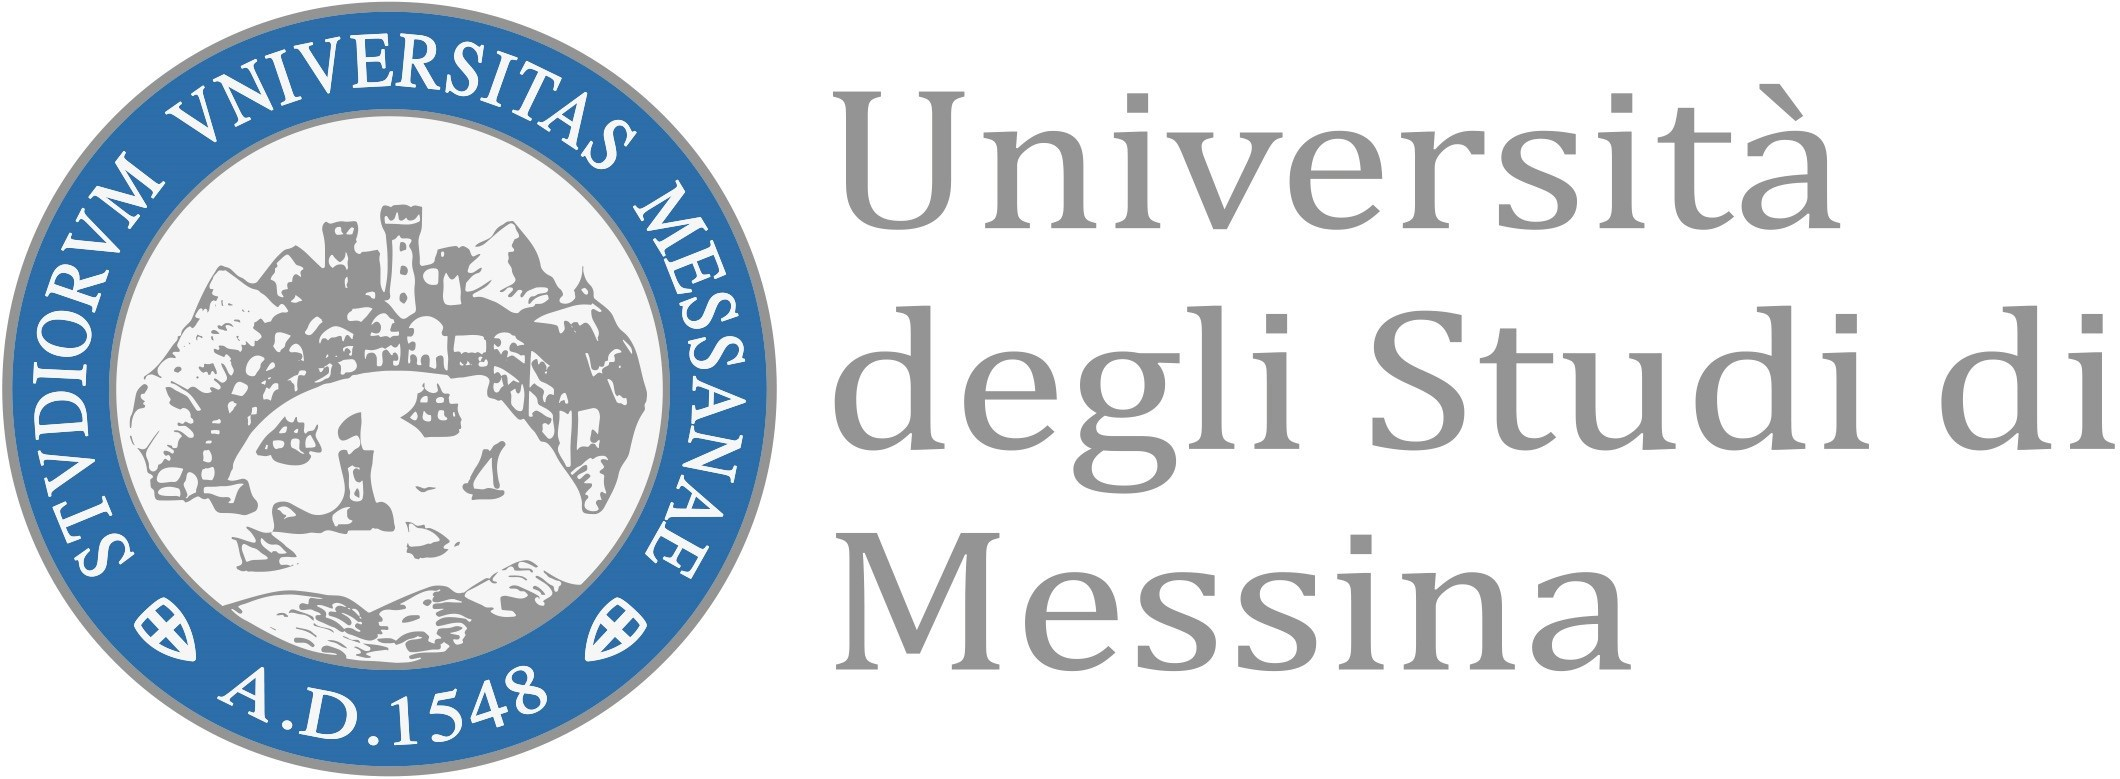 STVDIORVM VNIVERSITAS MESSANAE
A.D.1548
Università
degli Studi di
Messina